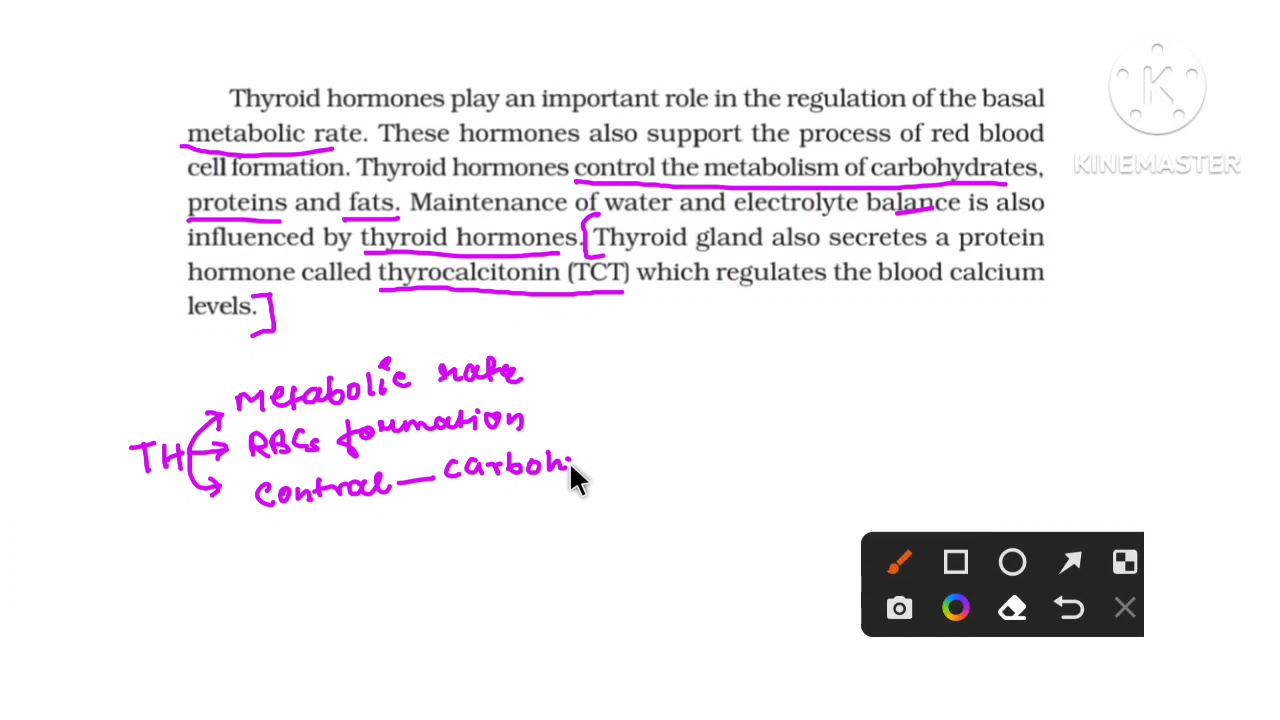 Thyroid hormones play an important role in the regulation of the basal
metabolic rate. These hormones also support the process of red blood
cell formation. Thyroid hormones control the metabolism of carbohydrates,
proteins and fats. Maintenance of water and electrolyte balance is also
influenced by thyroid hormones. [Thyroid gland also secretes a protein
hormone called thyrocalcitonin (TCT) which regulates the blood calcium
levels.]
K
KINEMASTER
Metabolic rate
TH RBCs formation
Control — carboh